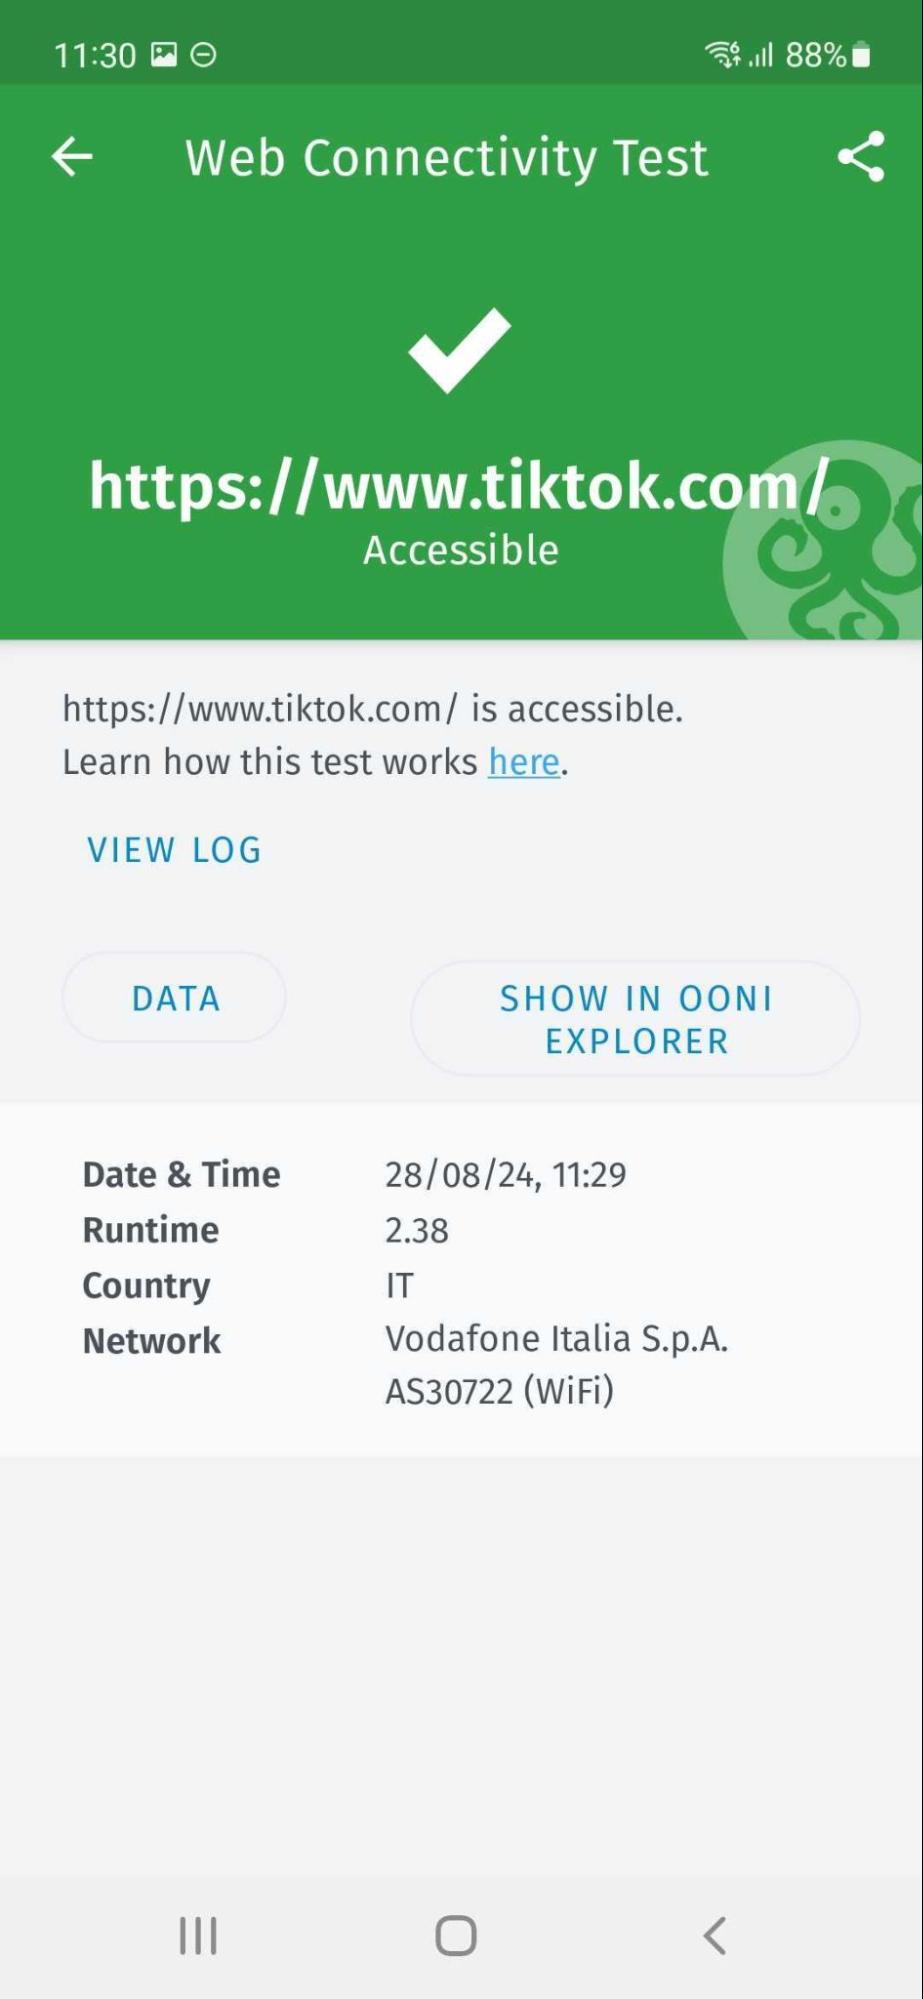 11:30 88%
Web Connectivity Test
https://www.tiktok.com/
Accessible
https://www.tiktok.com/ is accessible.
Learn how this test works here.
VIEW LOG
DATA
SHOW IN OONI
EXPLORER
Date & Time 28/08/24, 11:29
Runtime 2.38
Country IT
Network Vodafone Italia S.p.A.
AS30722 (WiFi)